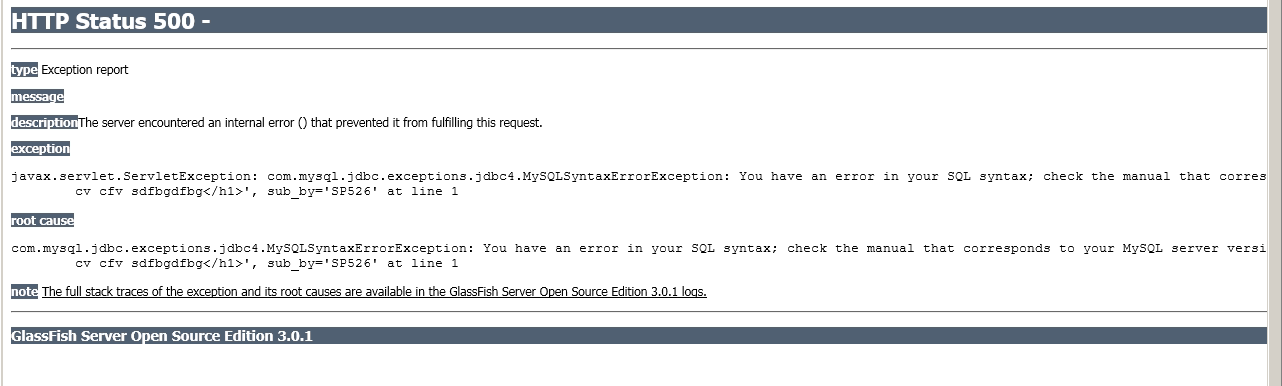 HTTP Status 500 -
type Exception report
message
descriptionThe server encountered an internal error () that prevented it from fulfilling this request.
exception
javax.servlet.ServletException: com.mysql.jdbc.exceptions.jdbc4.MySQLSyntaxErrorException: You have an error in your SQL syntax; check the manual that corres
cv cfv sdfbgdfbg</h1>', sub_by='SP526' at line 1
root cause
com.mysql.jdbc.exceptions.jdbc4.MySQLSyntaxErrorException: You have an error in your SQL syntax; check the manual that corresponds to your MySQL server versi
cv cfv sdfbgdfbg</h1>', sub_by='SP526' at line 1
note The full stack traces of the exception and its root causes are available in the GlassFish Server Open Source Edition 3.0.1 logs.
GlassFish Server Open Source Edition 3.0.1